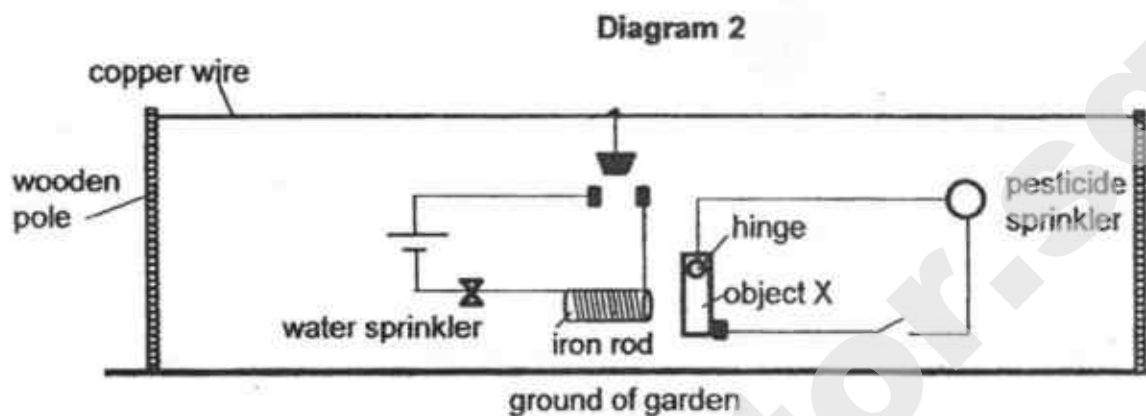 Diagram 2
copper wire
wooden
pole
pesticide
sprinkler
hinge
object X
water sprinkler
iron rod
ground of garden